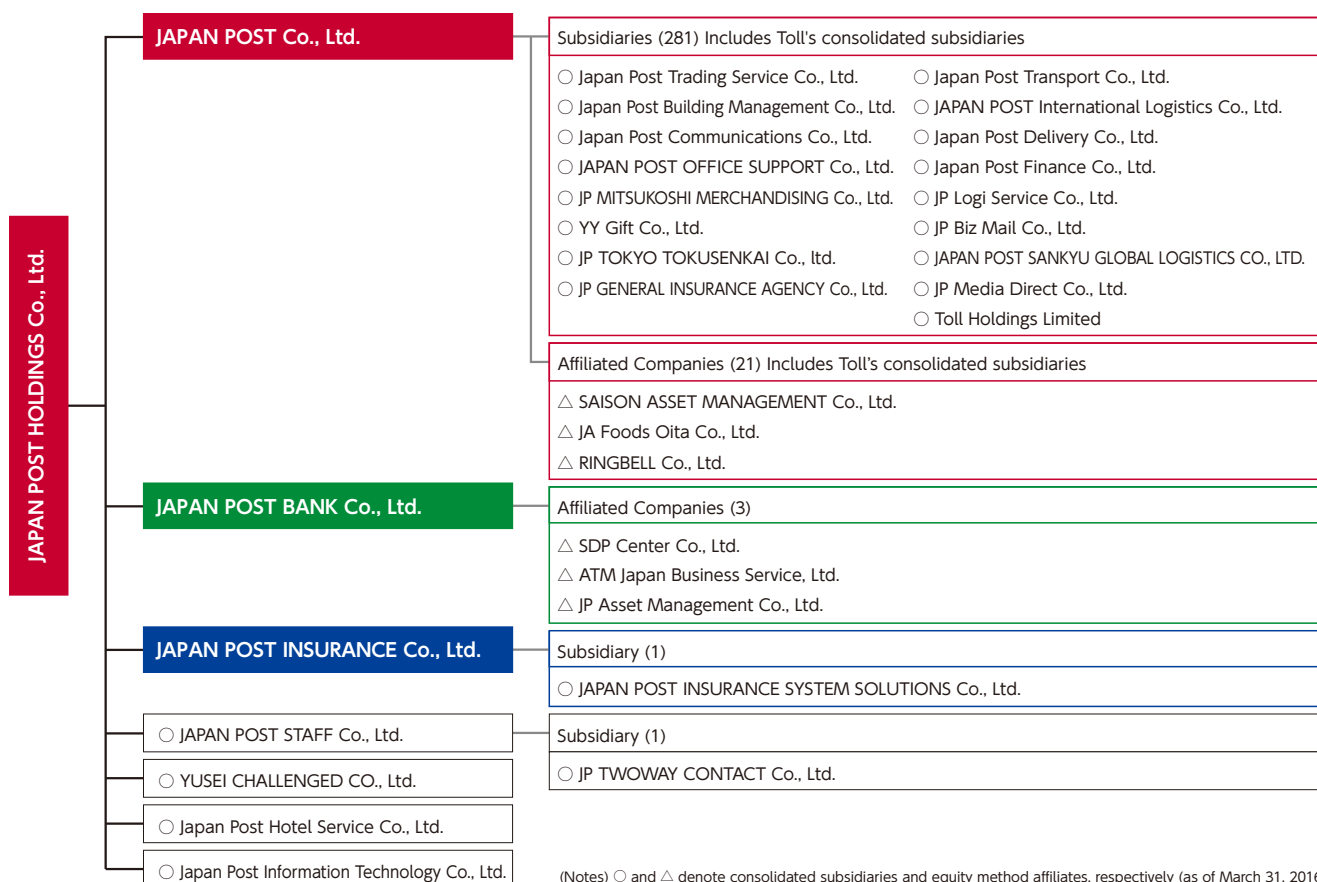 JAPAN POST HOLDINGS Co., Ltd.
JAPAN POST Co., Ltd.
Subsidiaries (281) Includes Toll's consolidated subsidiaries
○ Japan Post Trading Service Co., Ltd.
○ Japan Post Building Management Co., Ltd.
○ Japan Post Communications Co., Ltd.
○ JAPAN POST OFFICE SUPPORT Co., Ltd.
○ JP MITSUKOSHI MERCHANDISING Co., Ltd.
○ YY Gift Co., Ltd.
○ JP TOKYO TOKUSENKAI Co., ltd.
○ JP GENERAL INSURANCE AGENCY Co., Ltd.
○ Japan Post Transport Co., Ltd.
○ JAPAN POST International Logistics Co., Ltd.
○ Japan Post Delivery Co., Ltd.
○ Japan Post Finance Co., Ltd.
○ JP Logi Service Co., Ltd.
○ JP Biz Mail Co., Ltd.
○ JAPAN POST SANKYU GLOBAL LOGISTICS CO., LTD.
○ JP Media Direct Co., Ltd.
○ Toll Holdings Limited
Affiliated Companies (21) Includes Toll's consolidated subsidiaries
△ SAISON ASSET MANAGEMENT Co., Ltd.
△ JA Foods Oita Co., Ltd.
△ RINGBELL Co., Ltd.
JAPAN POST BANK Co., Ltd.
Affiliated Companies (3)
△ SDP Center Co., Ltd.
△ ATM Japan Business Service, Ltd.
△ JP Asset Management Co., Ltd.
JAPAN POST INSURANCE Co., Ltd.
Subsidiary (1)
○ JAPAN POST INSURANCE SYSTEM SOLUTIONS Co., Ltd.
○ JAPAN POST STAFF Co., Ltd.
Subsidiary (1)
○ JP TWOWAY CONTACT Co., Ltd.
○ YUSEI CHALLENGED CO., Ltd.
○ Japan Post Hotel Service Co., Ltd.
○ Japan Post Information Technology Co., Ltd.
(Notes) ○ and △ denote consolidated subsidiaries and equity method affiliates, respectively (as of March 31, 2016